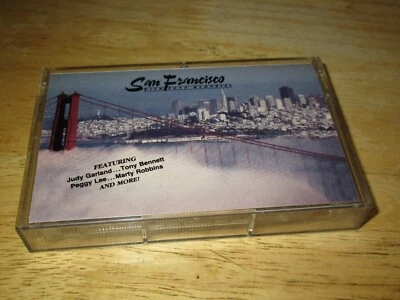 San Francisco
FEATURING
Judy Garland...Tony Bennett
Peggy Lee...Marty Robbins
AND MORE!